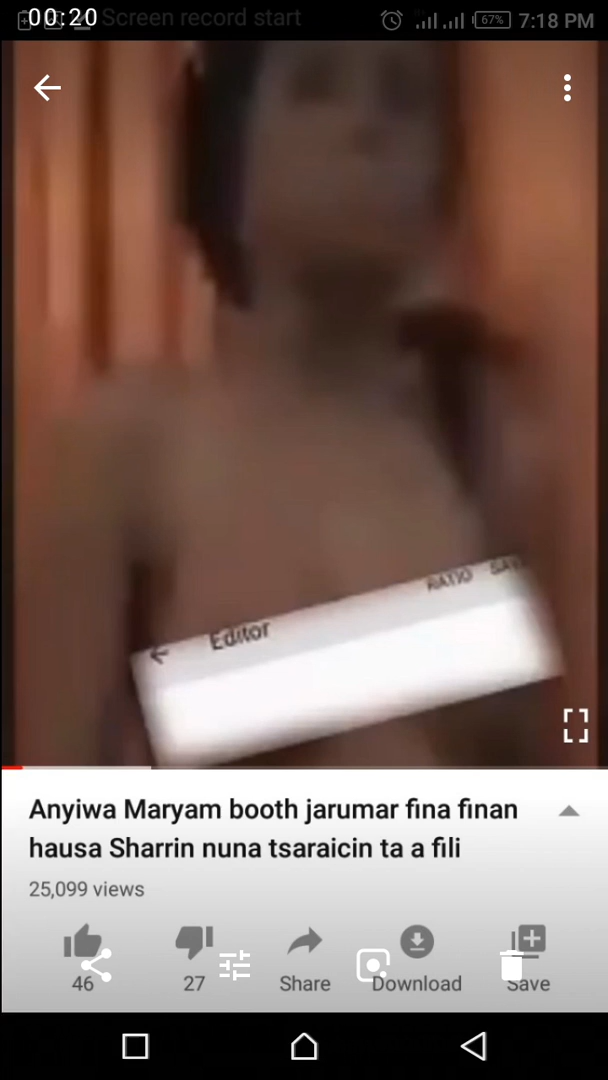 00:20 Screen record start 67% 7:18 PM
RATIO
Editor
Anyiwa Maryam booth jarumar fina finan
hausa Sharrin nuna tsaraicin ta a fili
25,099 views
46 27 Share Download Save